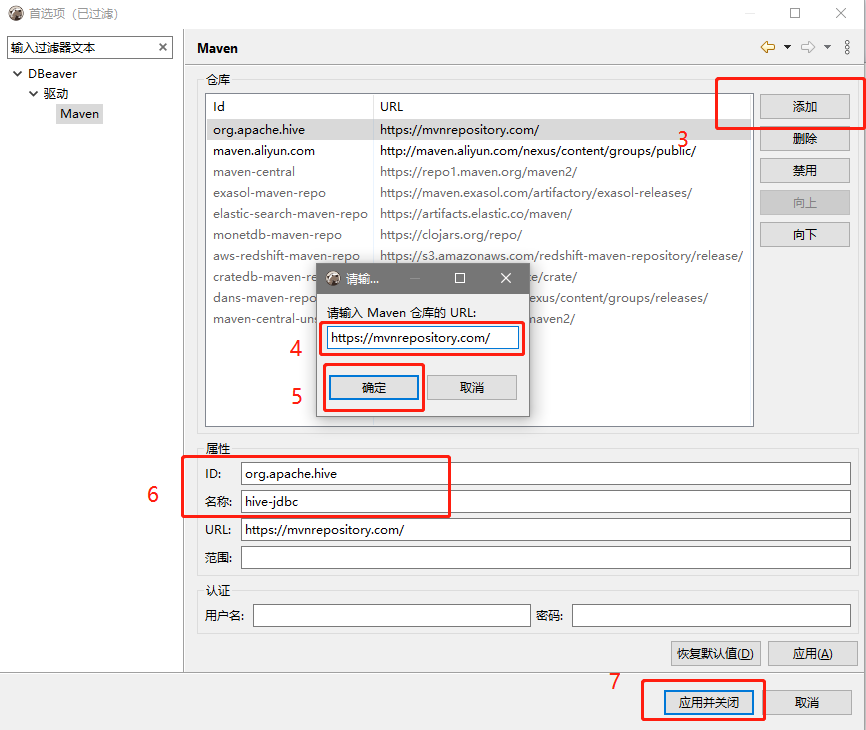 首选项（已过滤）
输入过滤器文本
DBeaver
驱动
Maven
Maven
仓库
Id URL
org.apache.hive https://mvnrepository.com/
maven.aliyun.com http://maven.aliyun.com/nexus/content/groups/public/
maven-central https://repo1.maven.org/maven2/
exasol-maven-repo https://maven.exasol.com/artifactory/exasol-releases/
elastic-search-maven-repo https://artifacts.elastic.co/maven/
monetdb-maven-repo https://clojars.org/repo/
aws-redshift-maven-repo https://s3.amazonaws.com/redshift-maven-repository/release/
cratedb-maven-re te/crate/
dans-maven-repo nexus/content/groups/releases/
maven-central-uns maven2/
3
添加
删除
禁用
向上
向下
请输...
请输入 Maven 仓库的 URL:
4
https://mvnrepository.com/
5
确定
取消
属性
6
ID: org.apache.hive
名称: hive-jdbc
URL: https://mvnrepository.com/
范围:
认证
用户名:
密码:
恢复默认值(D)
应用(A)
7
应用并关闭
取消